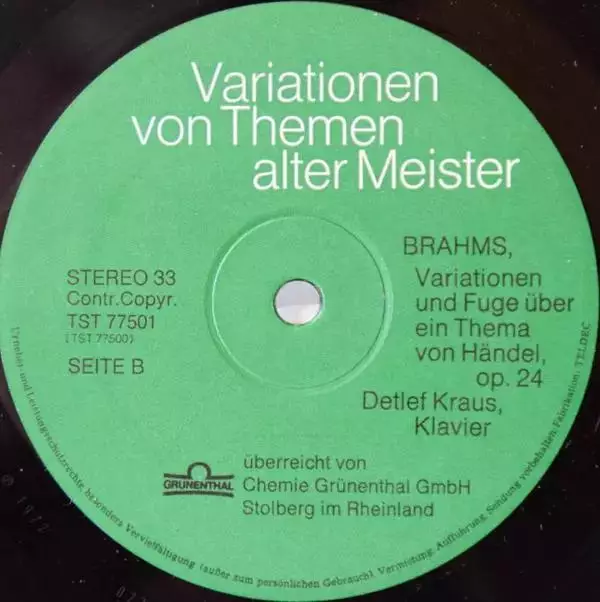 Variationen
von Themen
alter Meister
STEREO 33
Contr.Copyr.
TST 77501
[TST 77500]
SEITE B
BRAHMS,
Variationen
und Fuge über
ein Thema
von Händel,
op. 24
Detlef Kraus,
Klavier
GRÜNENTHAL
überreicht von
Chemie Grünenthal GmbH
Stolberg im Rheinland
Urheber- und Leistungsschutzrechte, besonders Vervielfältigung (außer zum persönlichen Gebrauch), Vermietung, Aufführung, Sendung vorbehalten/Fabrikation: TELDEC
℗ 1972